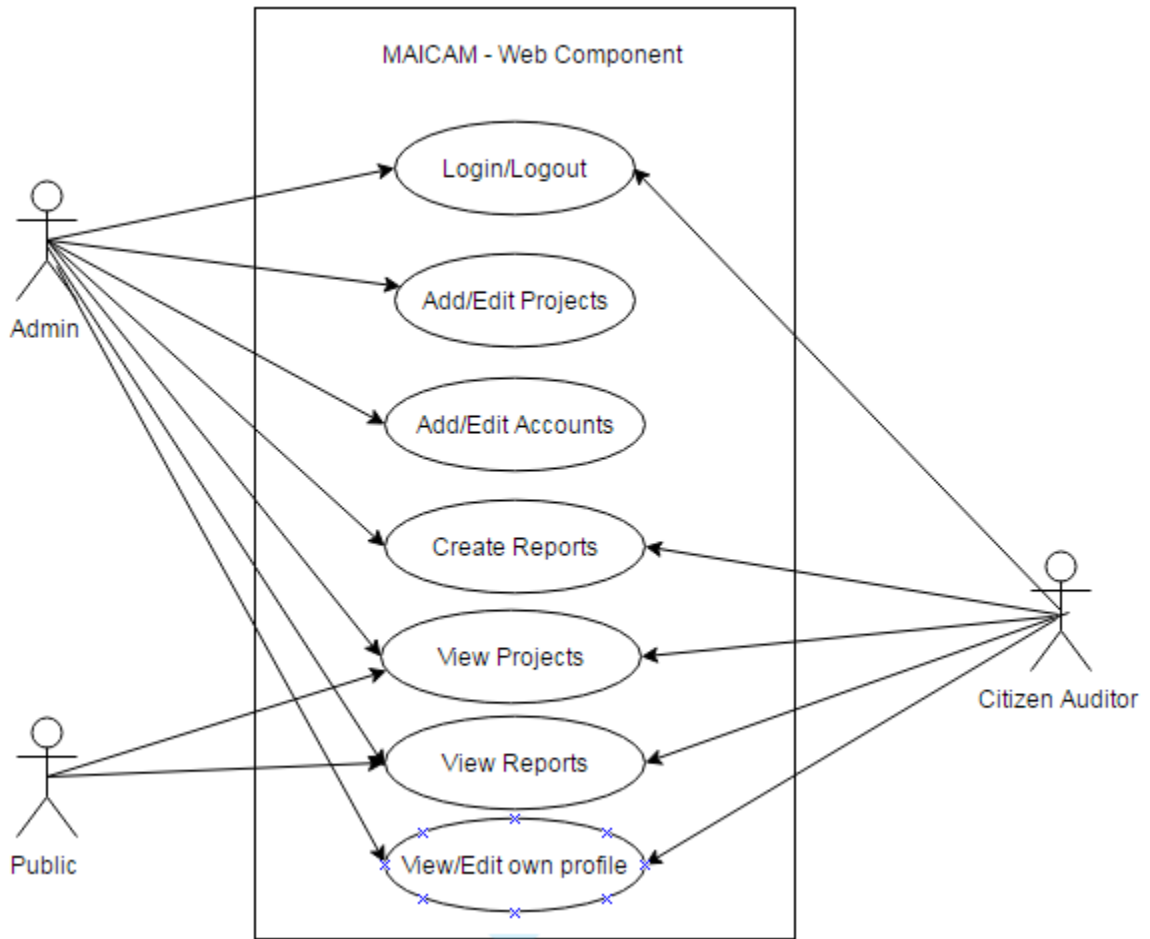 MAICAM - Web Component
Login/Logout
Add/Edit Projects
Admin
Add/Edit Accounts
Create Reports
View Projects
Citizen Auditor
View Reports
Public
View/Edit own profile